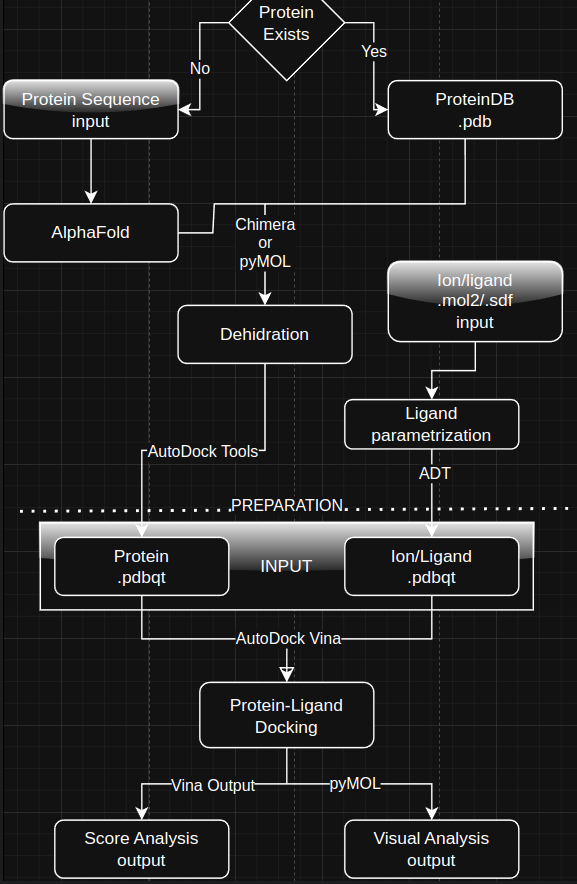 Protein
Exists
No
Yes
Protein Sequence
input
ProteinDB
.pdb
AlphaFold
Chimera
or
pyMOL
Ion/ligand
.mol2/.sdf
input
Dehidration
Ligand
parametrization
AutoDock Tools
ADT
PREPARATION
Protein
.pdbqt
INPUT
Ion/Ligand
.pdbqt
AutoDock Vina
Protein-Ligand
Docking
Vina Output
pyMOL
Score Analysis
output
Visual Analysis
output